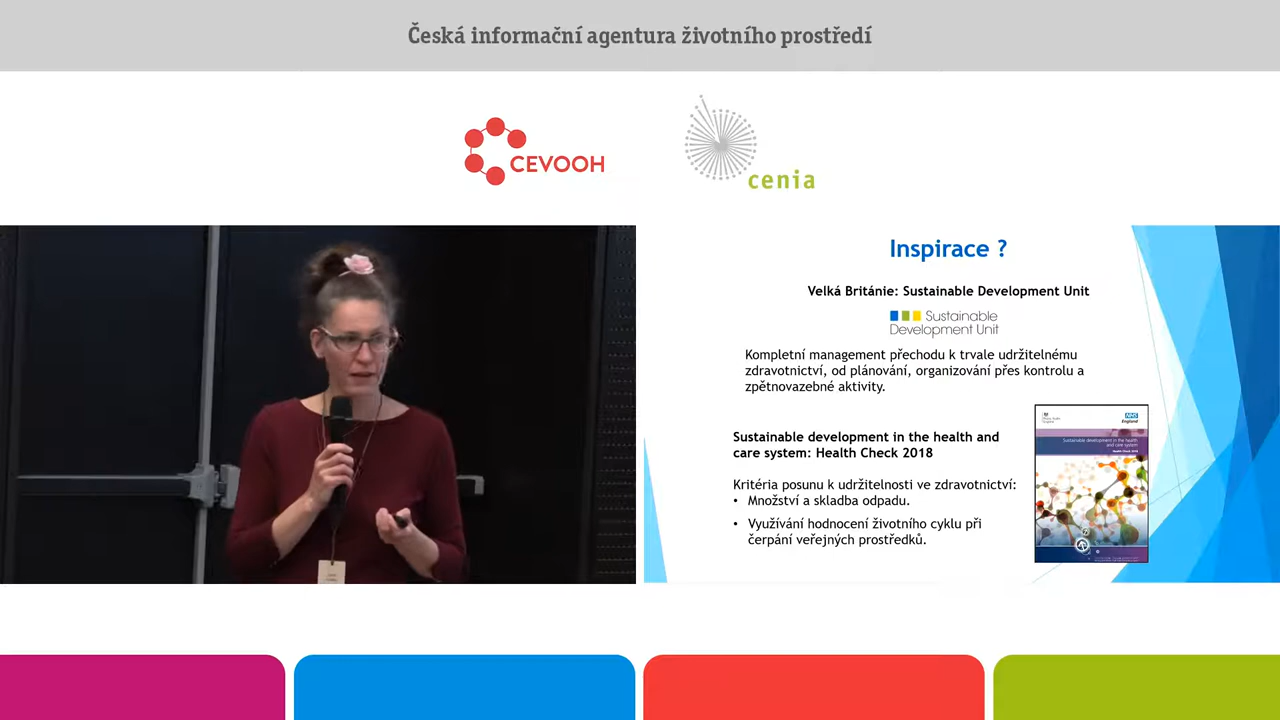 Česká informační agentura životního prostředí
CEVOOH
cenia
Inspirace ?
Velká Británie: Sustainable Development Unit
Sustainable
Development Unit
Kompletní management přechodu k trvale udržitelnému
zdravotnictví, od plánování, organizování přes kontrolu a
zpětnovazebné aktivity.
Sustainable development in the health and
care system: Health Check 2018
Kritéria posunu k udržitelnosti ve zdravotnictví:
• Množství a skladba odpadu.
• Využívání hodnocení životního cyklu při
čerpání veřejných prostředků.
NHS
England
Sustainable development in the health
and care system
Health Check 2018